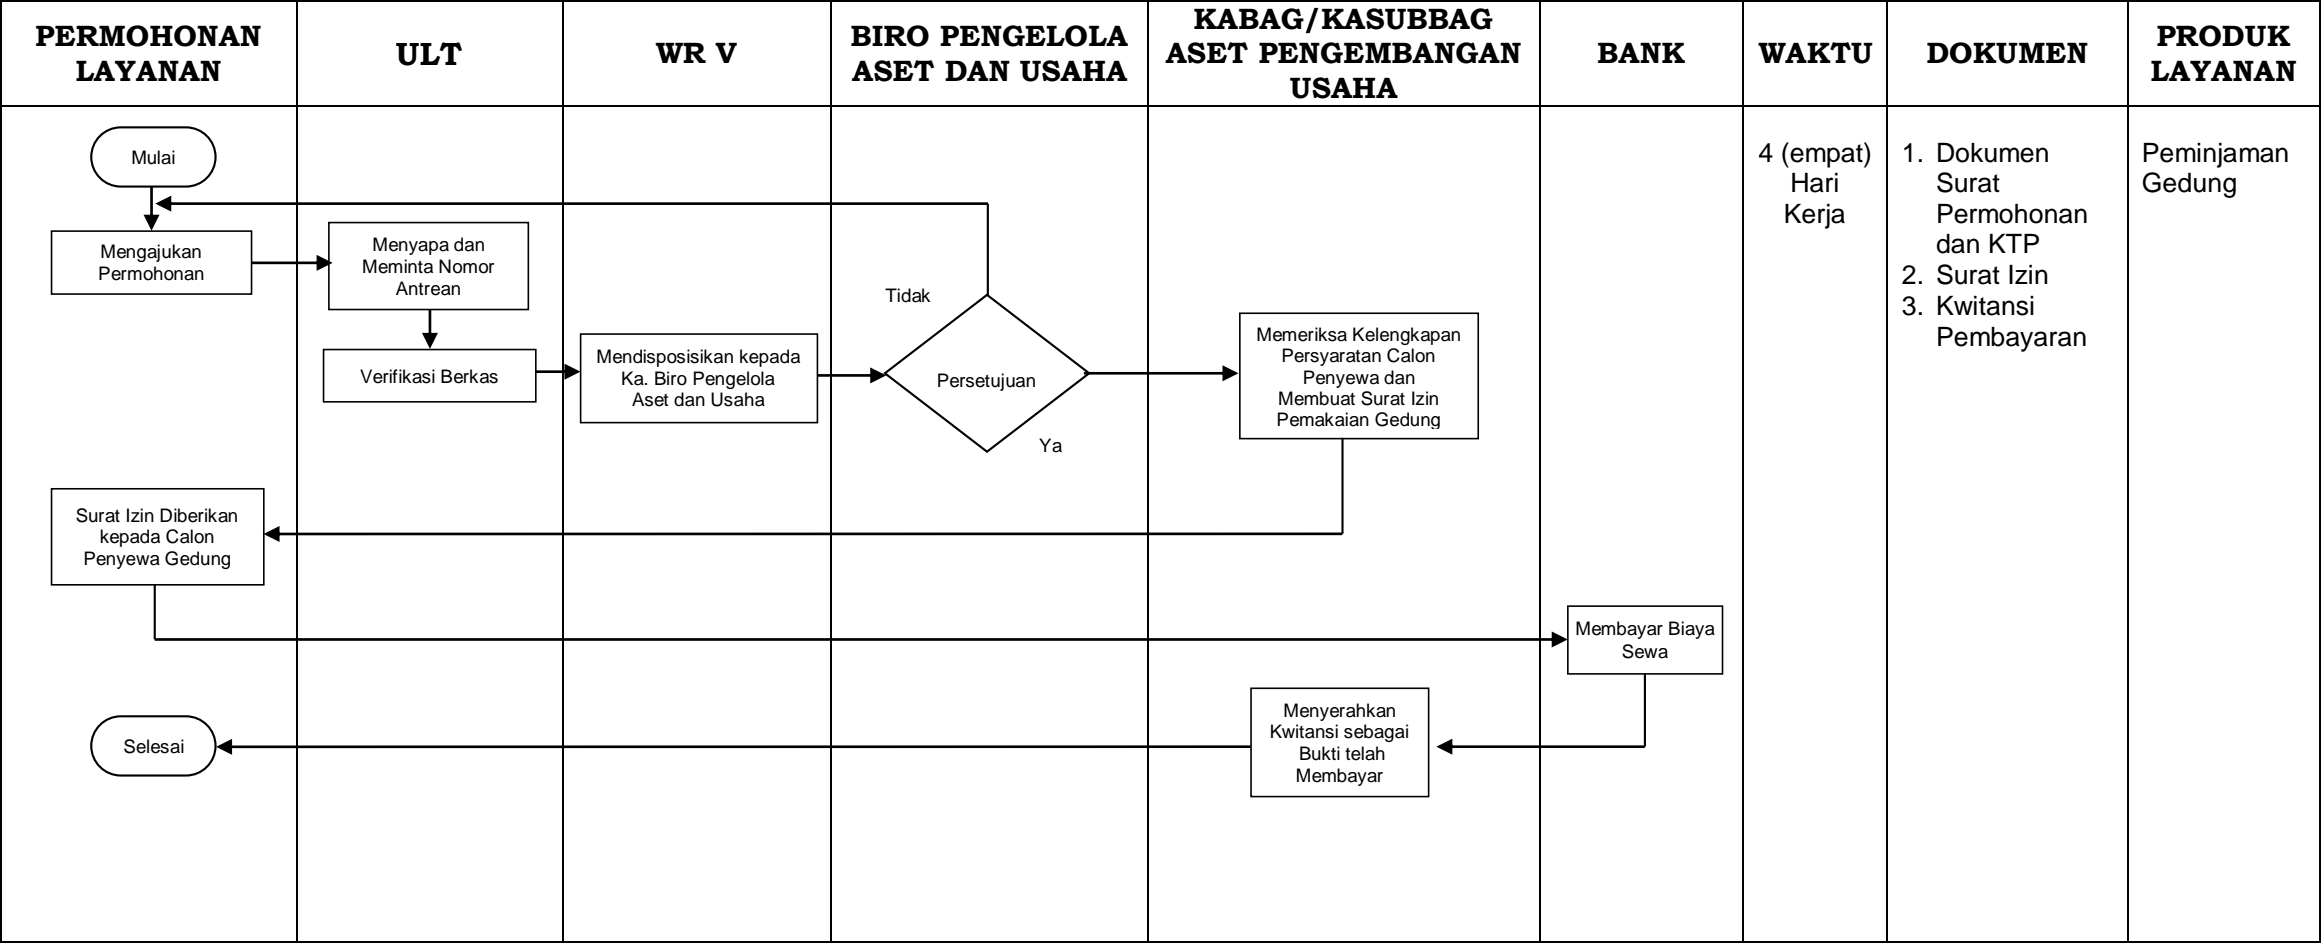 PERMOHONAN
LAYANAN
ULT
WR V
BIRO PENGELOLA
ASET DAN USAHA
KABAG/KASUBBAG
ASET PENGEMBANGAN
USAHA
BANK
WAKTU
DOKUMEN
PRODUK
LAYANAN
Mulai
Mengajukan
Permohonan
Menyapa dan
Meminta Nomor
Antrean
Verifikasi Berkas
Mendisposisikan kepada
Ka. Biro Pengelola
Aset dan Usaha
Tidak
Persetujuan
Ya
Memeriksa Kelengkapan
Persyaratan Calon
Penyewa dan
Membuat Surat Izin
Pemakaian Gedung
4 (empat)
Hari
Kerja
1. Dokumen
Surat
Permohonan
dan KTP
2. Surat Izin
3. Kwitansi
Pembayaran
Peminjaman
Gedung
Surat Izin Diberikan
kepada Calon
Penyewa Gedung
Membayar Biaya
Sewa
Menyerahkan
Kwitansi sebagai
Bukti telah
Membayar
Selesai